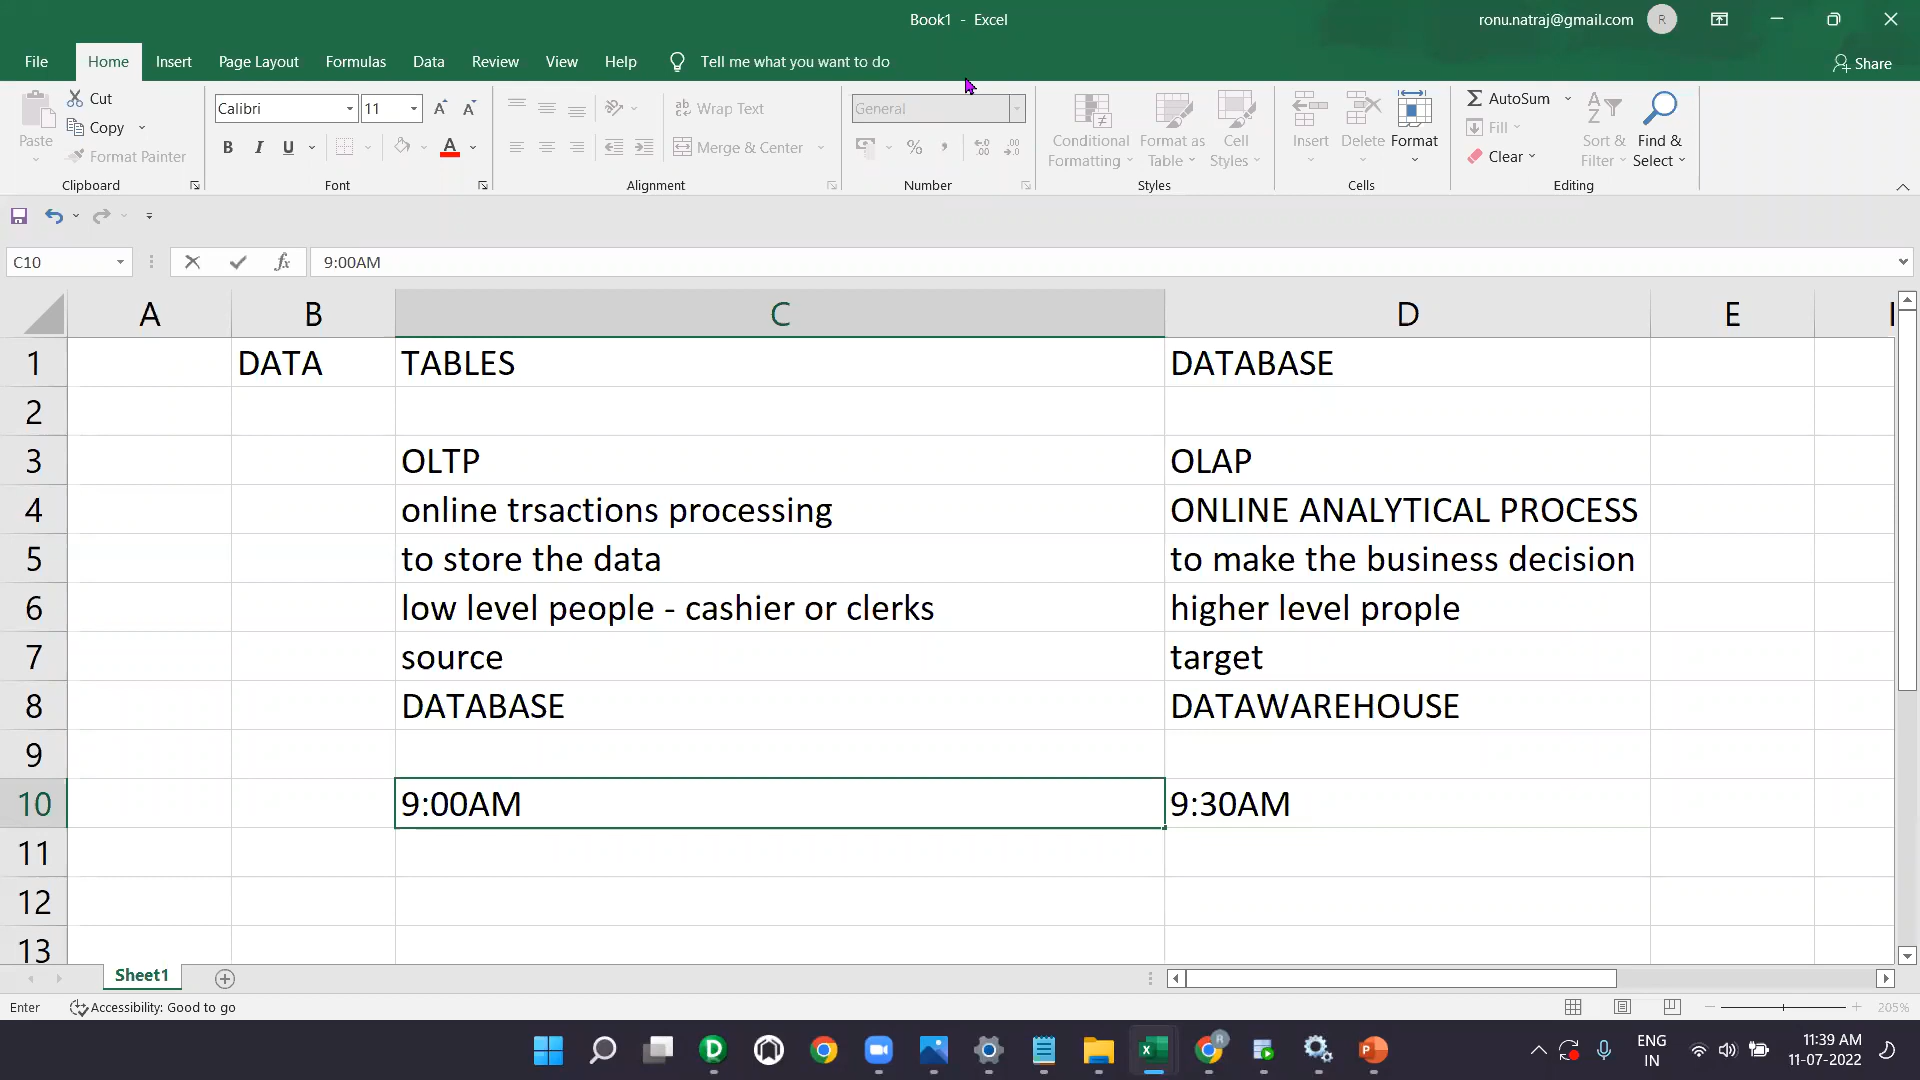 Book1 - Excel
ronu.natraj@gmail.com
R
File Home Insert Page Layout Formulas Data Review View Help Tell me what you want to do
Share
Paste
Cut
Copy
Format Painter
Clipboard
Calibri 11
B I U A
Font
ab Wrap Text
Merge & Center
Alignment
General
% , .00
Number
Conditional Formatting
Format as Table
Cell Styles
Styles
Insert Delete Format
Cells
AutoSum
Fill
Clear
Sort & Filter
Find & Select
Editing
C10 fx 9:00AM
A B C D E
1 DATA TABLES DATABASE
2
3 OLTP OLAP
4 online trsactions processing ONLINE ANALYTICAL PROCESS
5 to store the data to make the business decision
6 low level people - cashier or clerks higher level prople
7 source target
8 DATABASE DATAWAREHOUSE
9
10 9:00AM 9:30AM
11
12
13
Sheet1
Enter Accessibility: Good to go 205%
ENG
IN
11:39 AM
11-07-2022